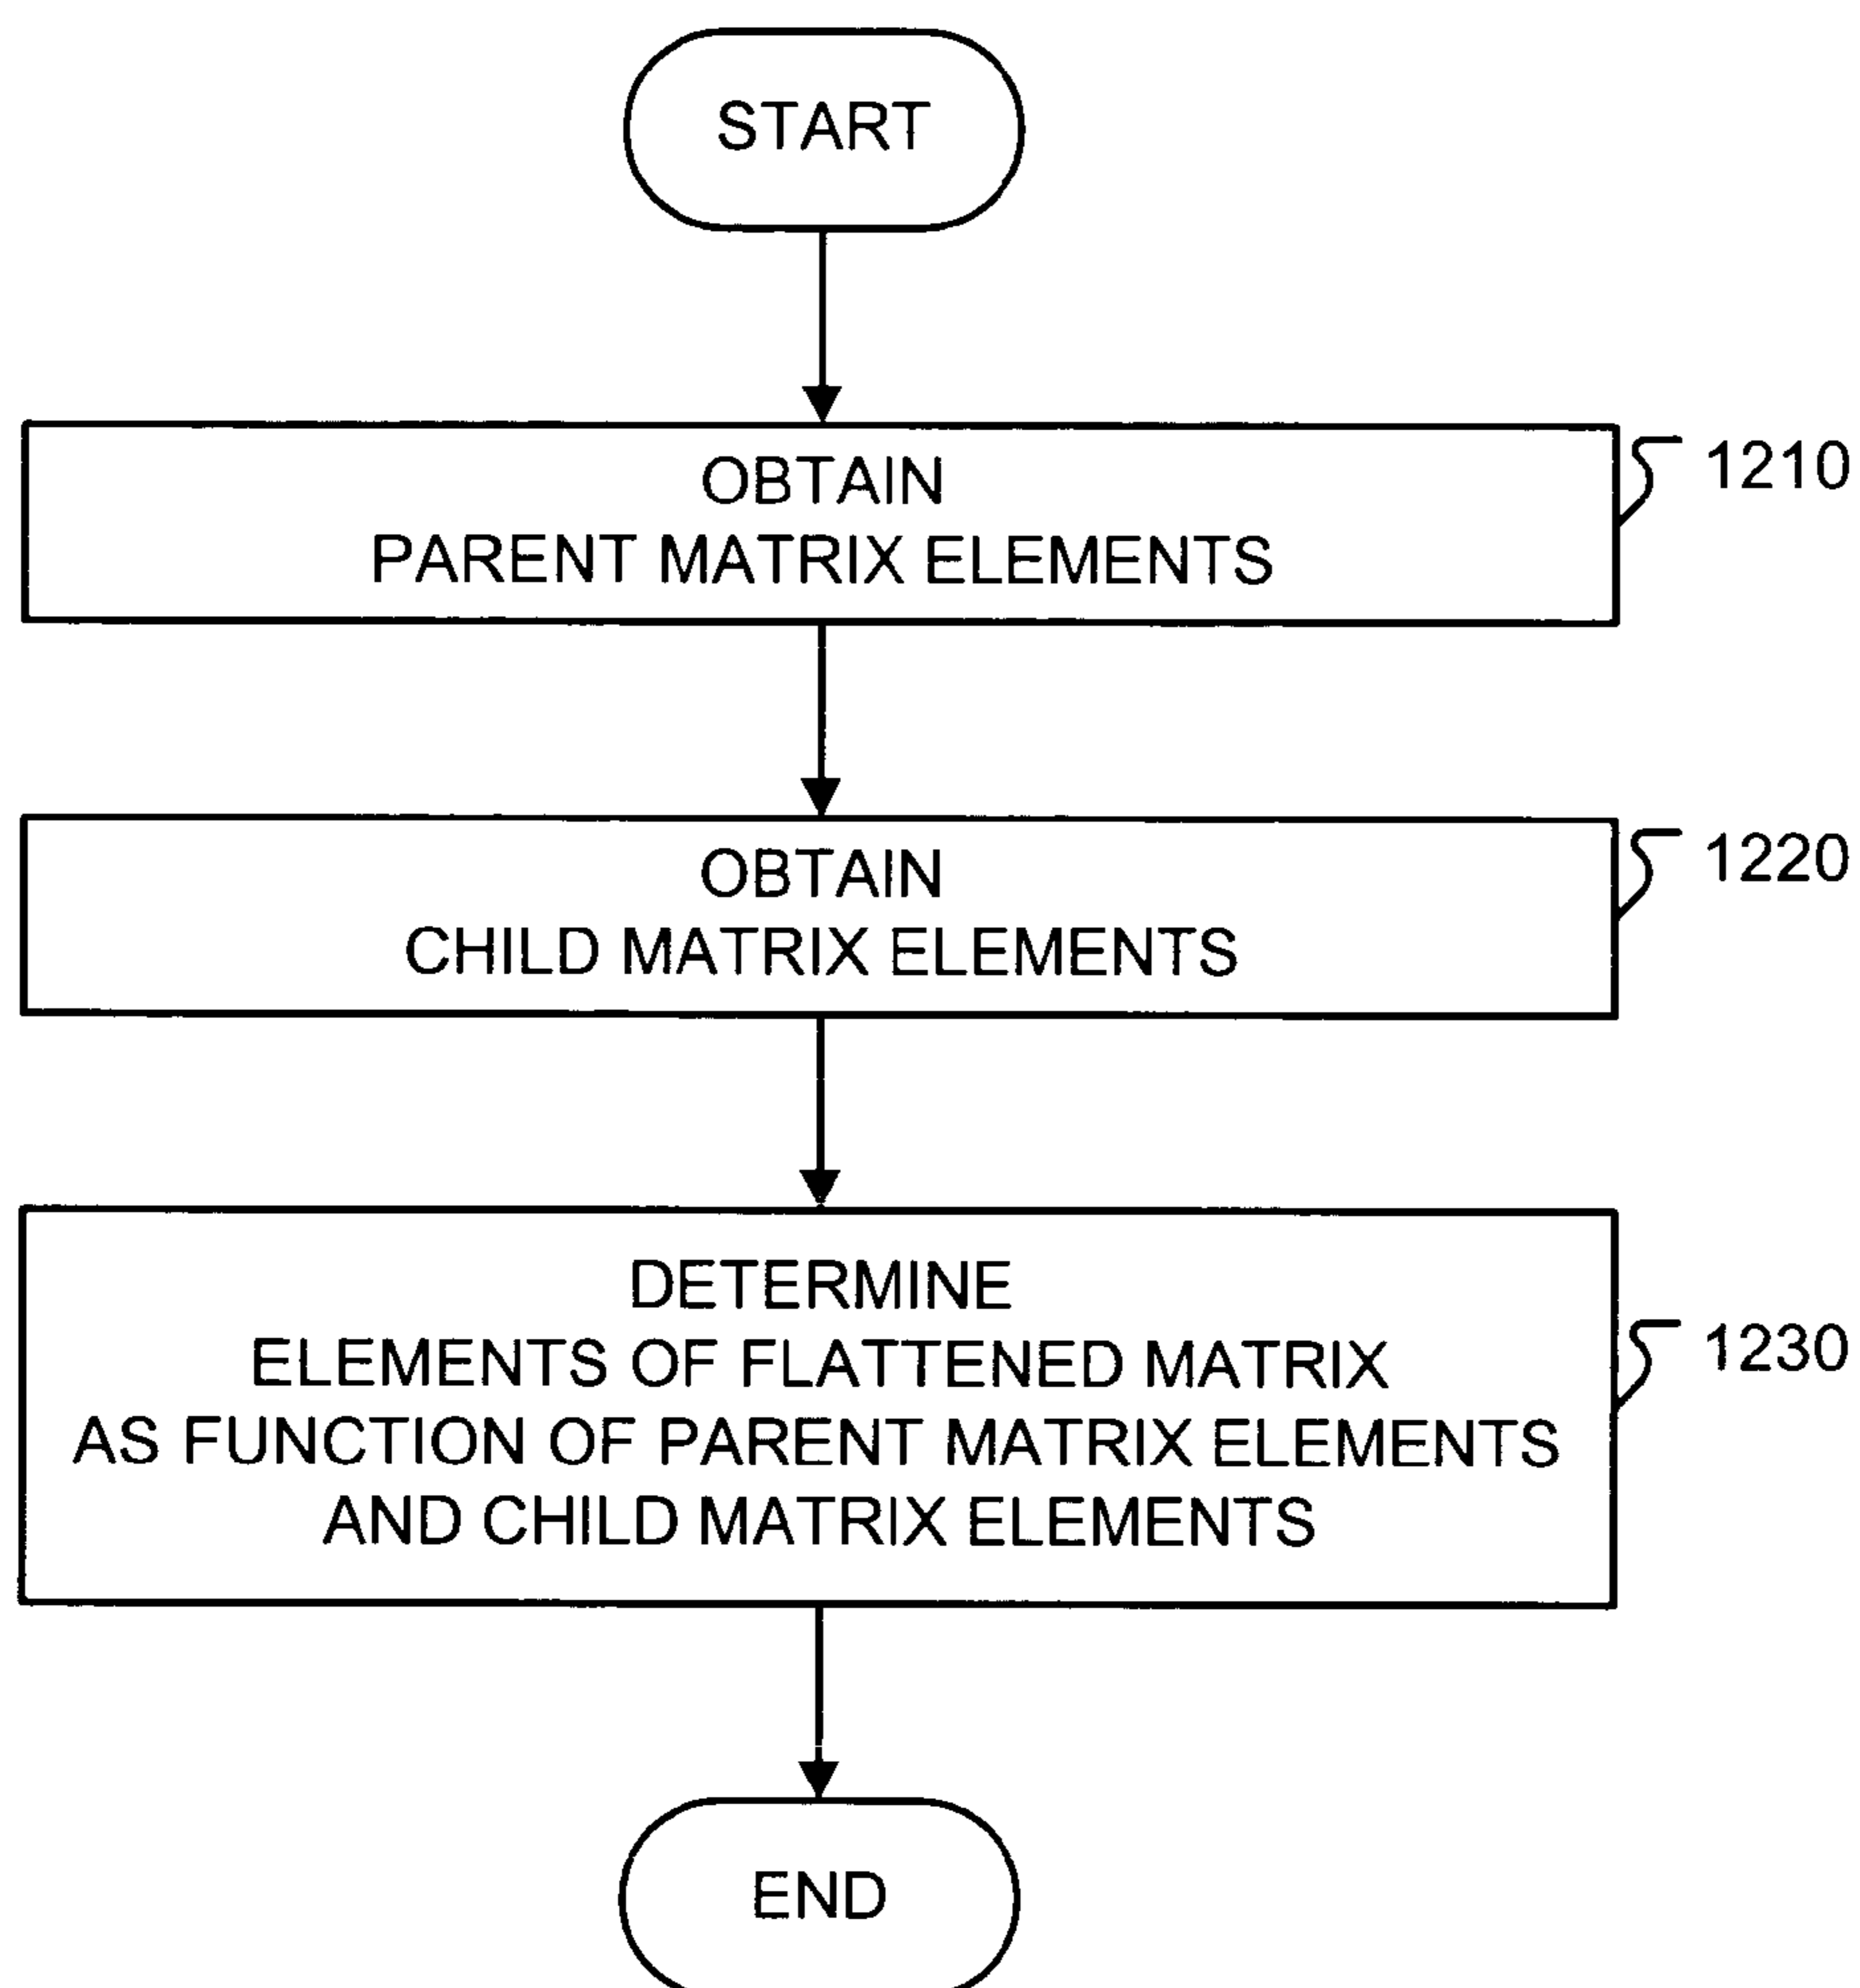 START
OBTAIN
PARENT MATRIX ELEMENTS
1210
OBTAIN
CHILD MATRIX ELEMENTS
1220
DETERMINE
ELEMENTS OF FLATTENED MATRIX
AS FUNCTION OF PARENT MATRIX ELEMENTS
AND CHILD MATRIX ELEMENTS
1230
END